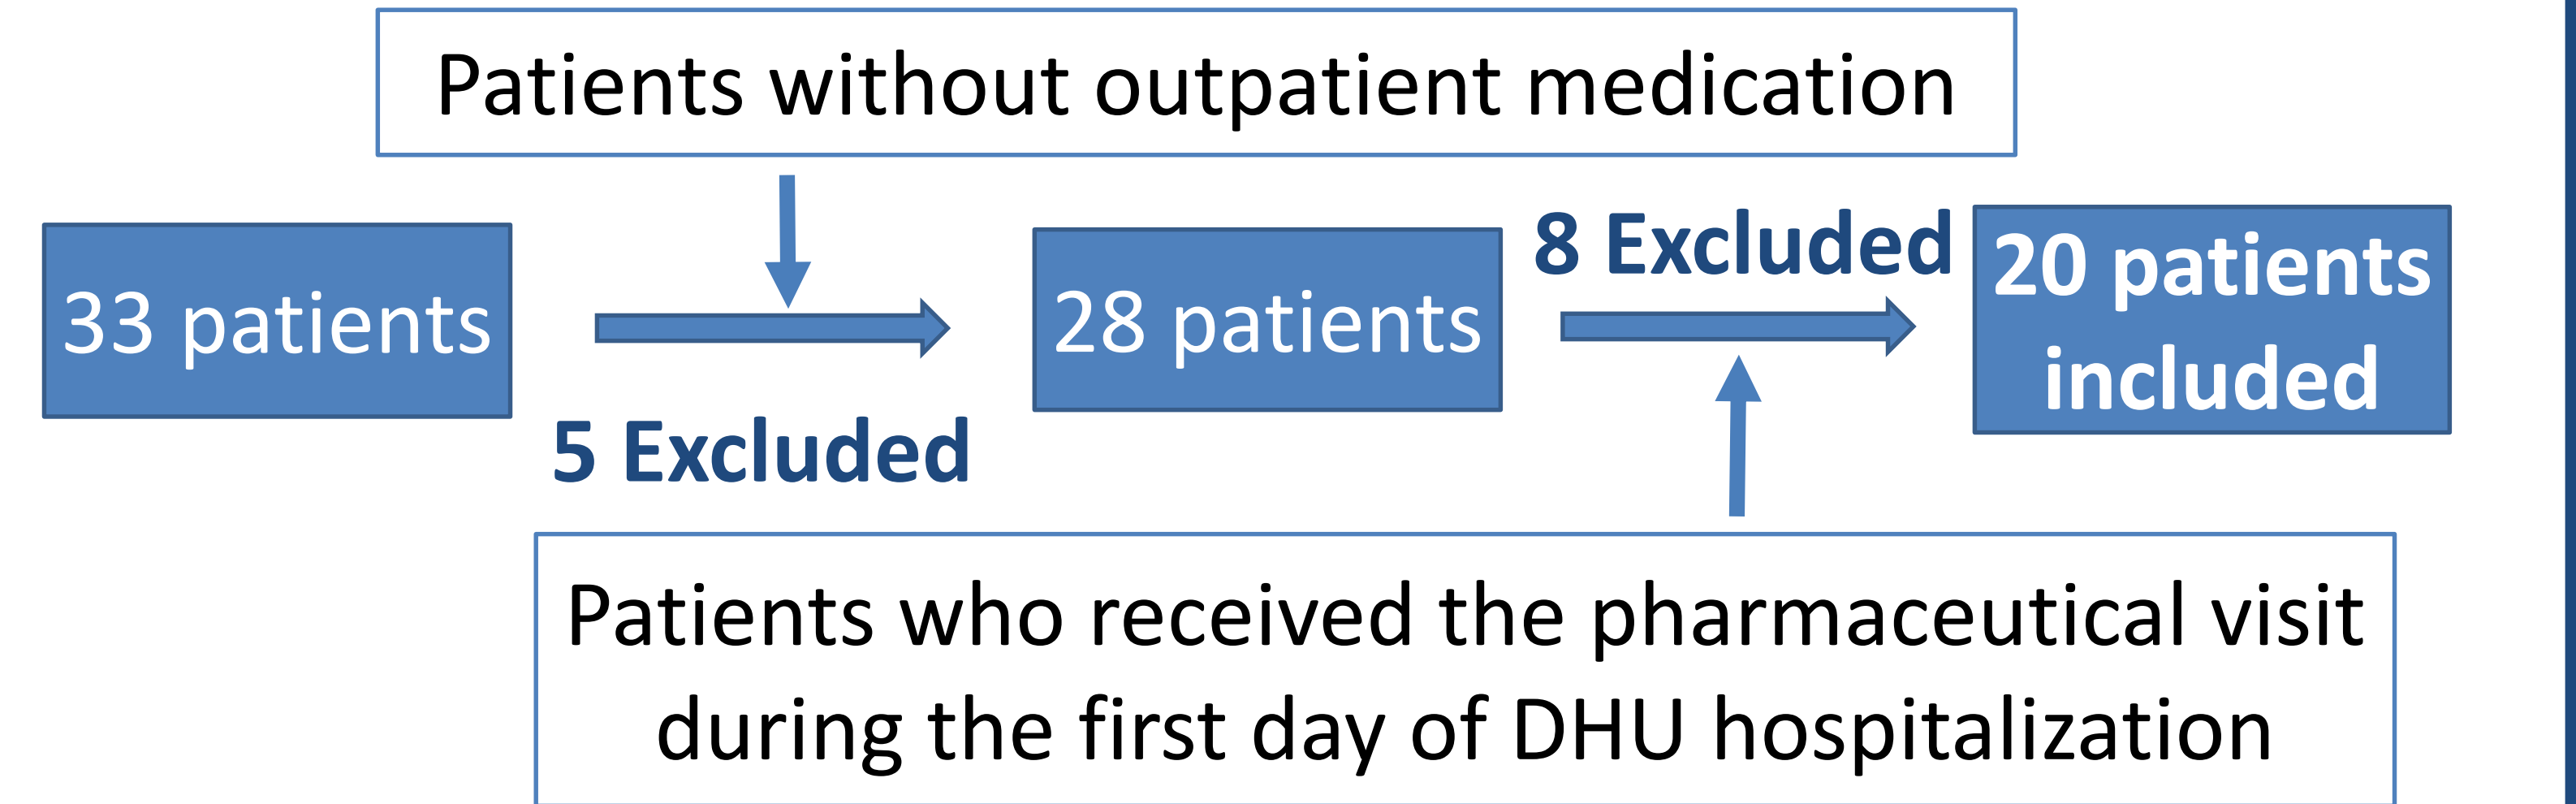 Patients without outpatient medication
33 patients
5 Excluded
28 patients
8 Excluded
20 patients
included
Patients who received the pharmaceutical visit
during the first day of DHU hospitalization